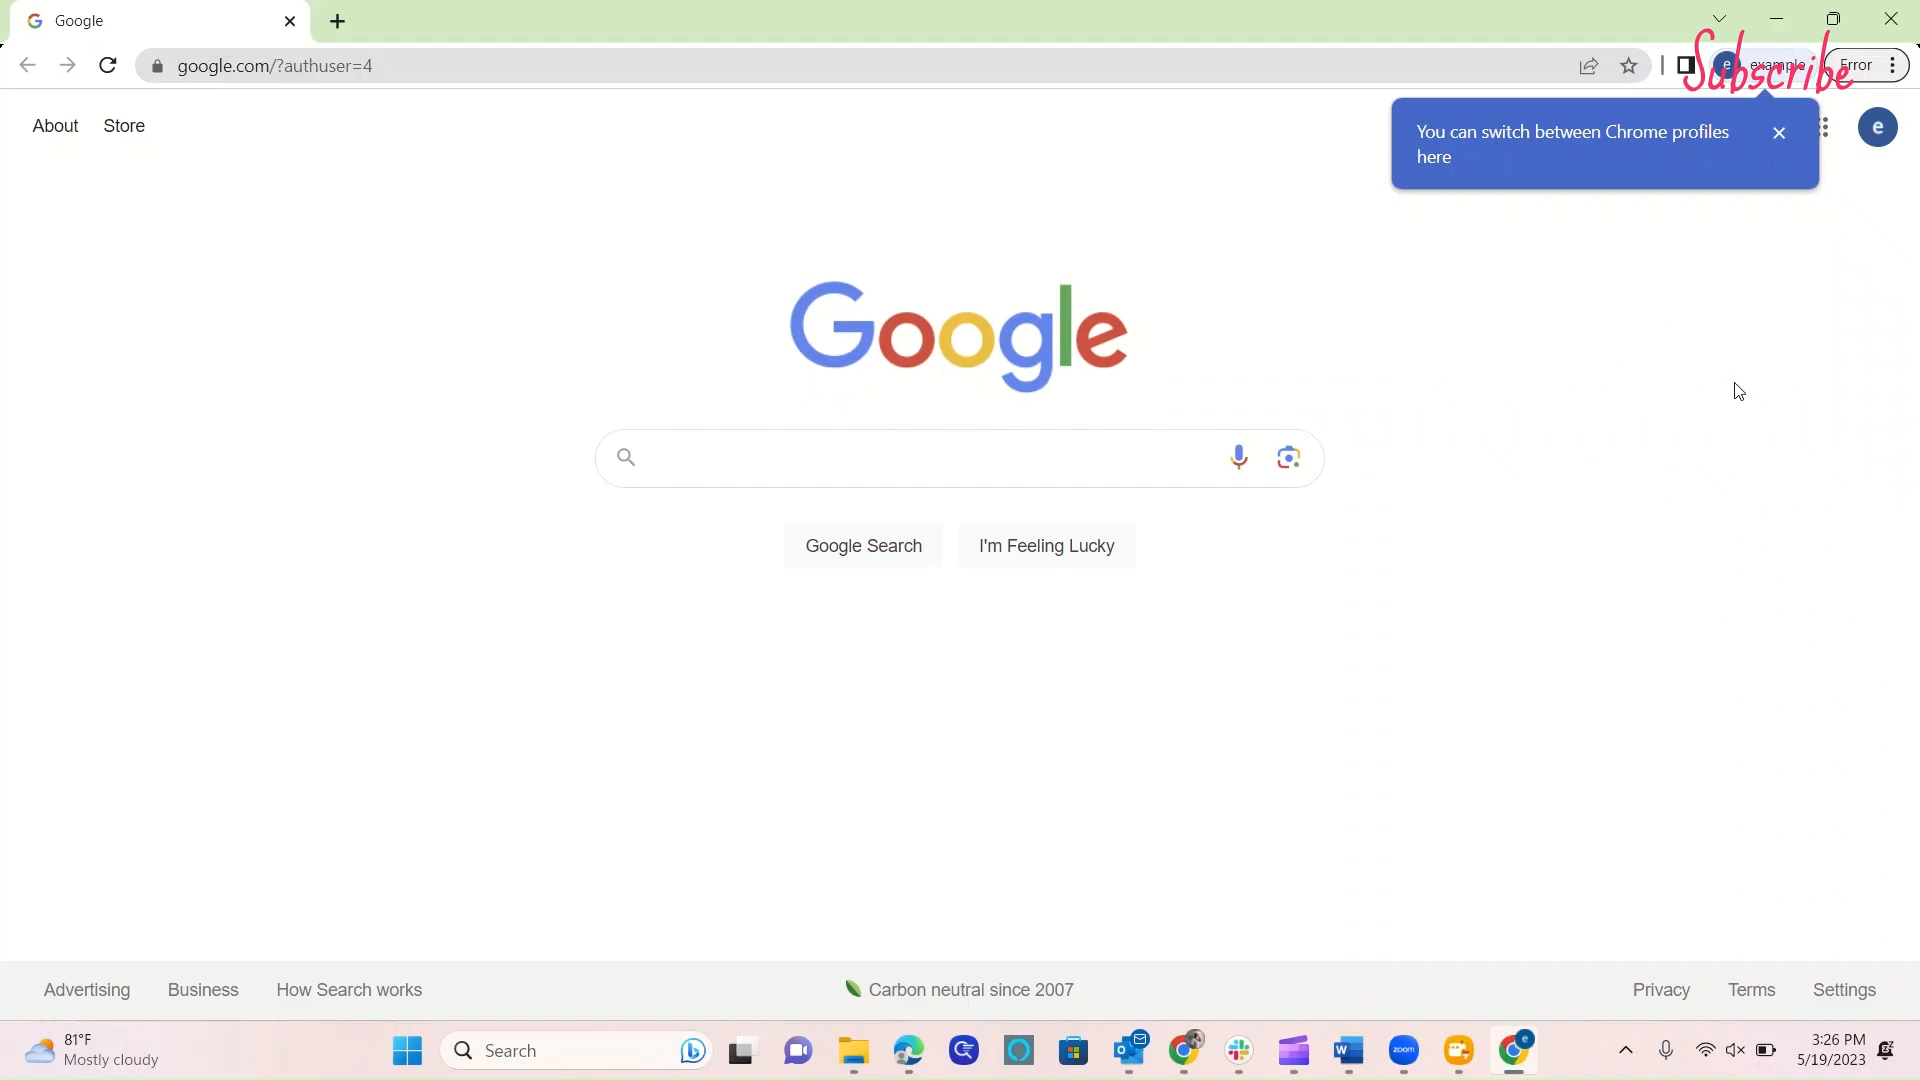 Google
google.com/?authuser=4
Subscribe
e example
Error
About Store
You can switch between Chrome profiles
here
e
Google
Google Search
I'm Feeling Lucky
Advertising Business How Search works
Carbon neutral since 2007
Privacy Terms Settings
81°F
Mostly cloudy
Search
W
zoom
e
3:26 PM
5/19/2023